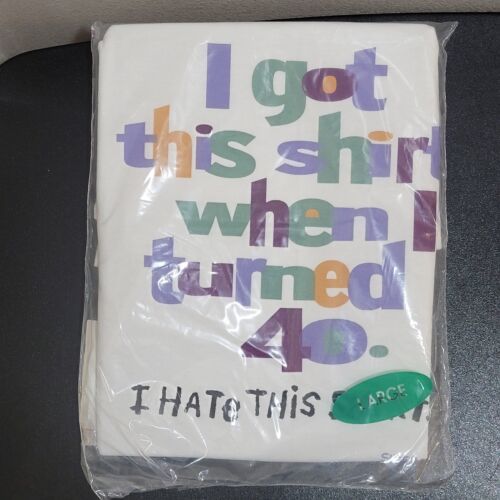 I got
this shirt
when I
turned
40.
I HATe THiS
LARGE